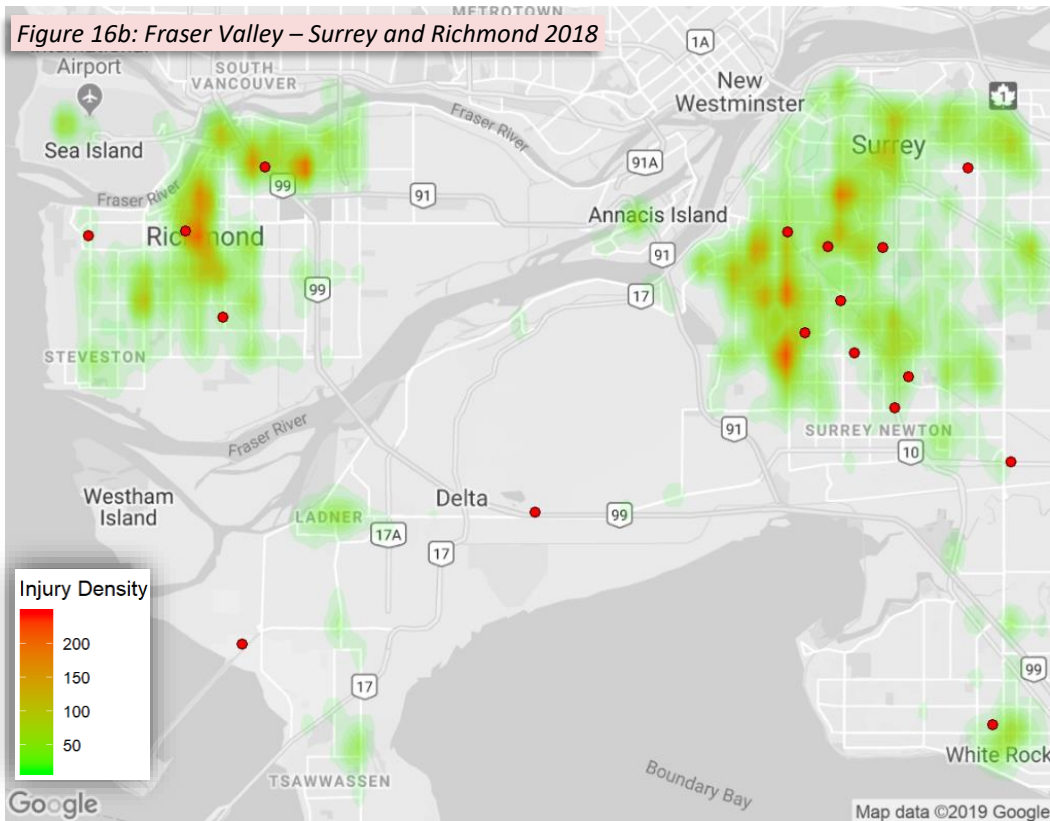 METROTOWN
Figure 16b: Fraser Valley – Surrey and Richmond 2018
International
Airport
1A
SOUTH
VANCOUVER
New
Westminster
1
Fraser River
Surrey
Sea Island
91A
99
Fraser River
91
Annacis Island
Richmond
91
99
17
STEVESTON
Fraser River
91
SURREY NEWTON
10
Westham
Island
Delta
LADNER
99
17A
17
Injury Density
200
150
100
50
99
17
White Rock
TSAWWASSEN
Boundary Bay
Google
Map data ©2019 Google